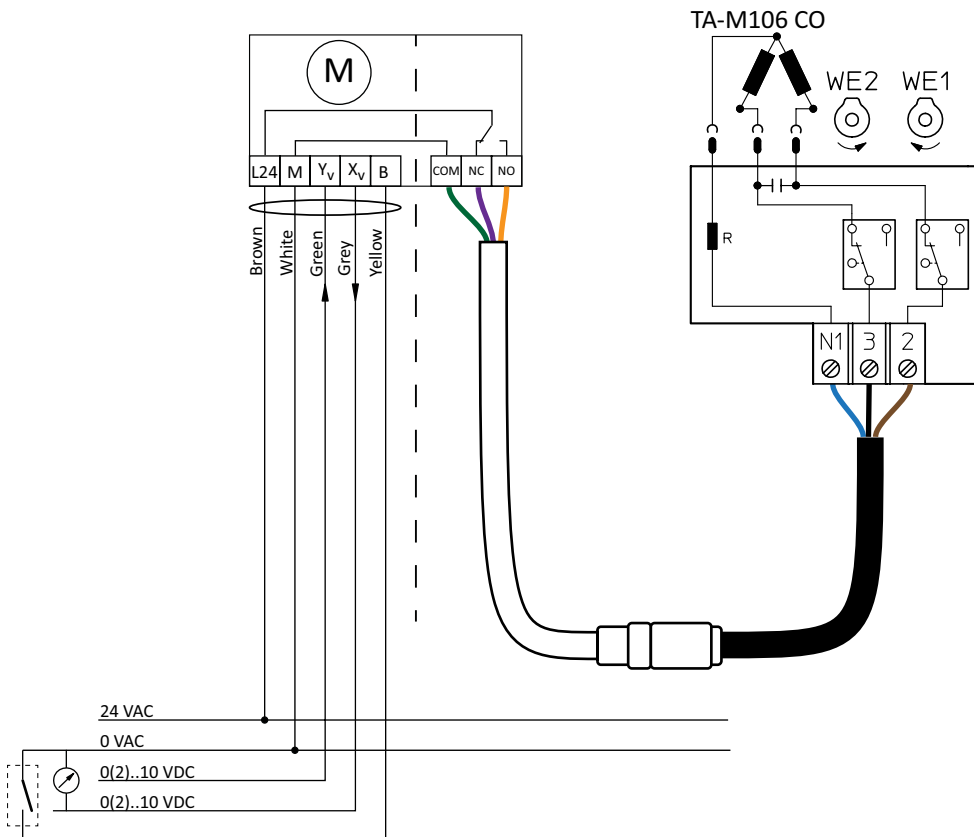 TA-M106 CO
M
WE2 WE1
L24 M Yv Xv B COM NC NO
Brown
White
Green
Grey
Yellow
R
N1 3 2
24 VAC
0 VAC
0(2)..10 VDC
0(2)..10 VDC